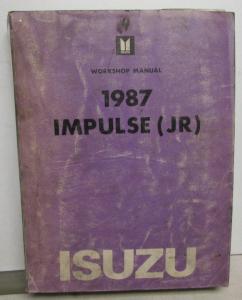 WORKSHOP MANUAL
1987
IMPULSE (JR)
ISUZU